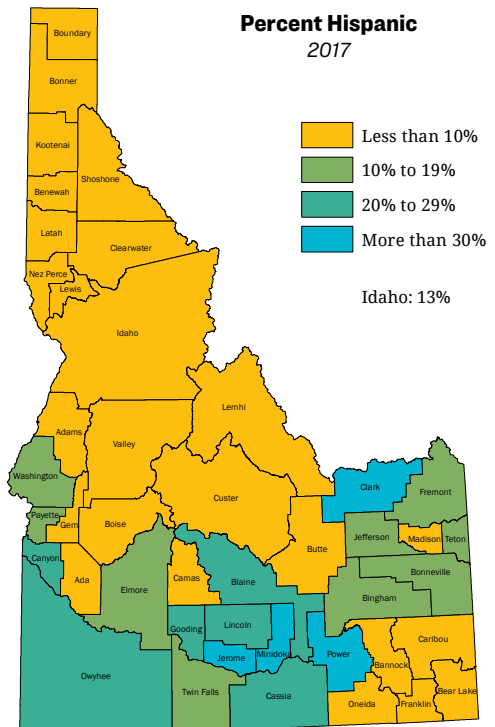 Percent Hispanic
2017
Less than 10%
10% to 19%
20% to 29%
More than 30%
Idaho: 13%
Boundary
Bonner
Kootenai
Shoshone
Benewah
Latah
Clearwater
Nez Perce
Lewis
Idaho
Lemhi
Adams
Valley
Washington
Custer
Clark
Fremont
Payette
Gem
Boise
Butte
Jefferson
Madison
Teton
Canyon
Ada
Elmore
Camas
Blaine
Bonneville
Bingham
Gooding
Lincoln
Caribou
Jerome
Minidoka
Power
Bannock
Owyhee
Twin Falls
Cassia
Oneida
Franklin
Bear Lake